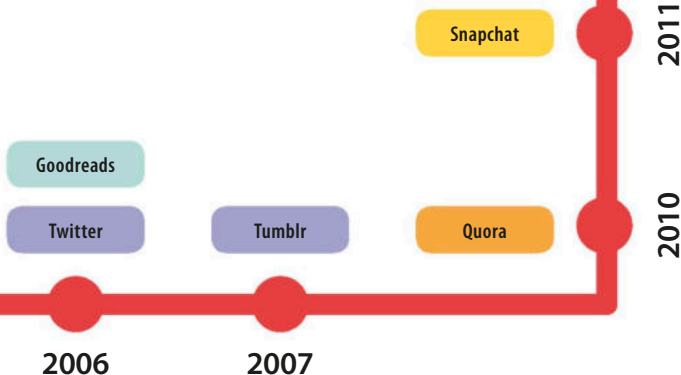 Snapchat
2011
Goodreads
Twitter
Tumblr
Quora
2010
2006
2007